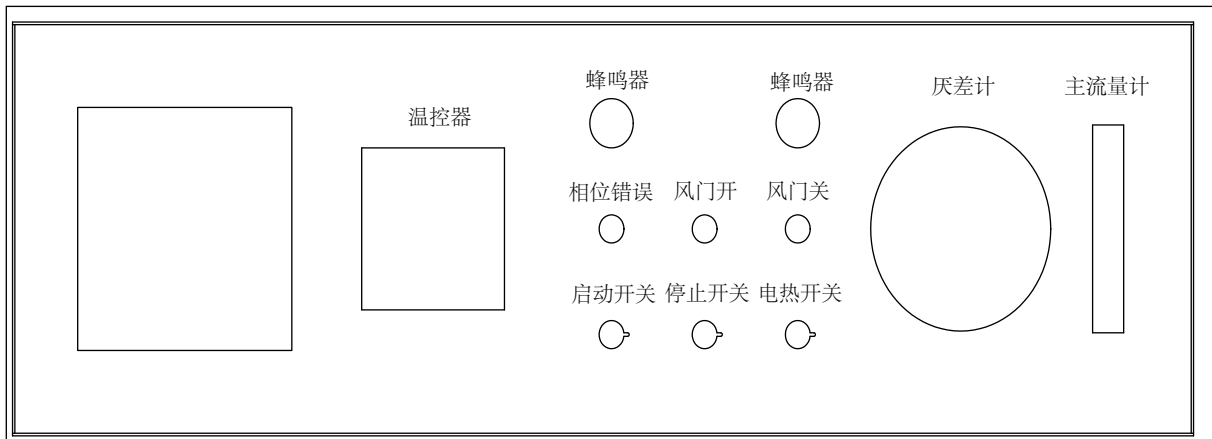 蜂鸣器 蜂鸣器 厌差计 主流量计
温控器
相位错误 风门开 风门关
启动开关 停止开关 电热开关